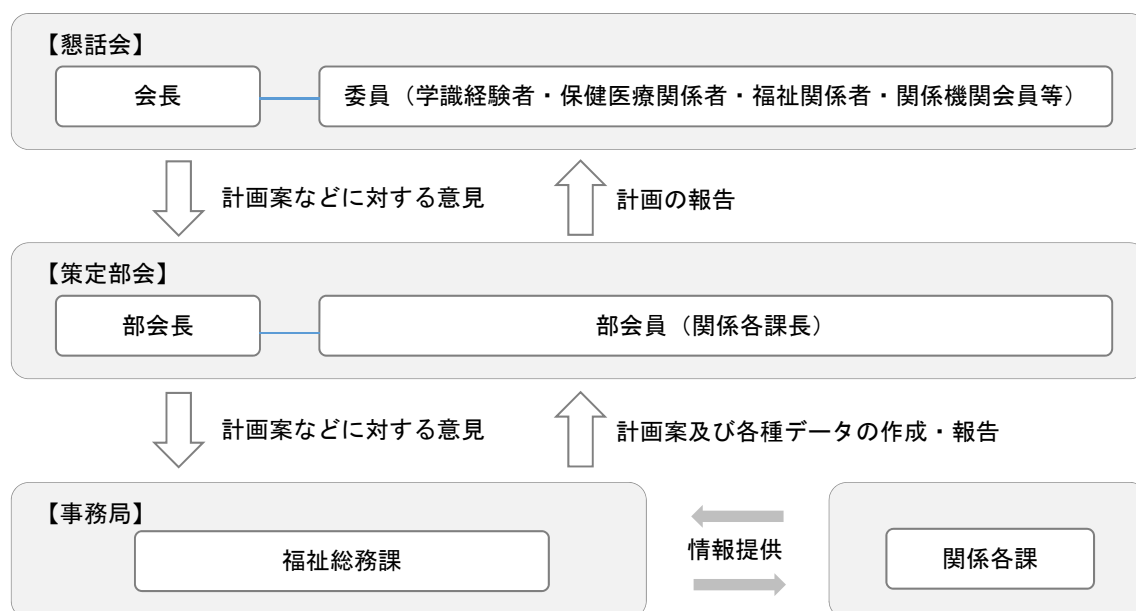 【懇話会】
会長
委員（学識経験者・保健医療関係者・福祉関係者・関係機関会員等）
計画案などに対する意見
計画の報告
【策定部会】
部会長
部会員（関係各課長）
計画案などに対する意見
計画案及び各種データの作成・報告
【事務局】
福祉総務課
情報提供
関係各課